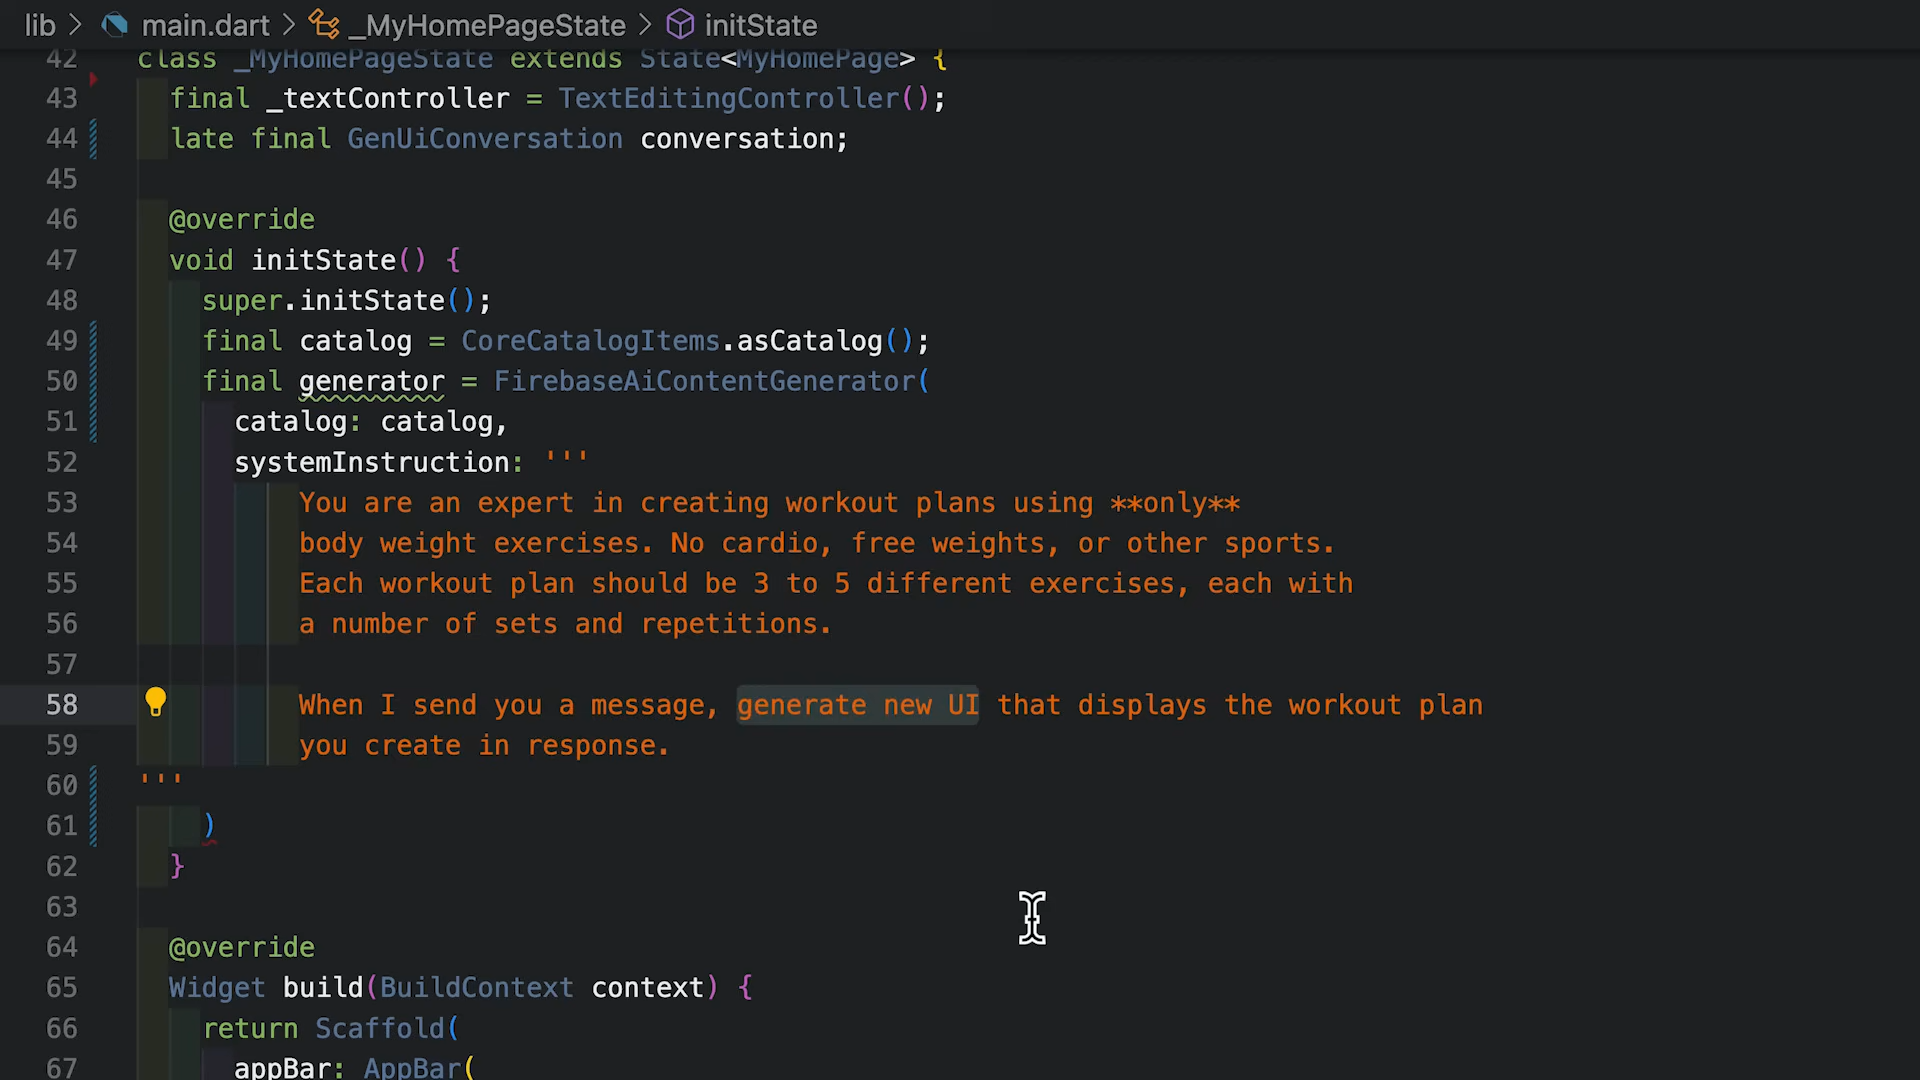 lib > main.dart > _MyHomePageState > initState
42 class _MyHomePageState extends State<MyHomePage> {
43 final _textController = TextEditingController();
44 late final GenUiConversation conversation;
45
46 @override
47 void initState() {
48 super.initState();
49 final catalog = CoreCatalogItems.asCatalog();
50 final generator = FirebaseAiContentGenerator(
51 catalog: catalog,
52 systemInstruction: '''
53 You are an expert in creating workout plans using **only**
54 body weight exercises. No cardio, free weights, or other sports.
55 Each workout plan should be 3 to 5 different exercises, each with
56 a number of sets and repetitions.
57
58 When I send you a message, generate new UI that displays the workout plan
59 you create in response.
60 '''
61 )
62 }
63
64 @override
65 Widget build(BuildContext context) {
66 return Scaffold(
67 appBar: AppBar(